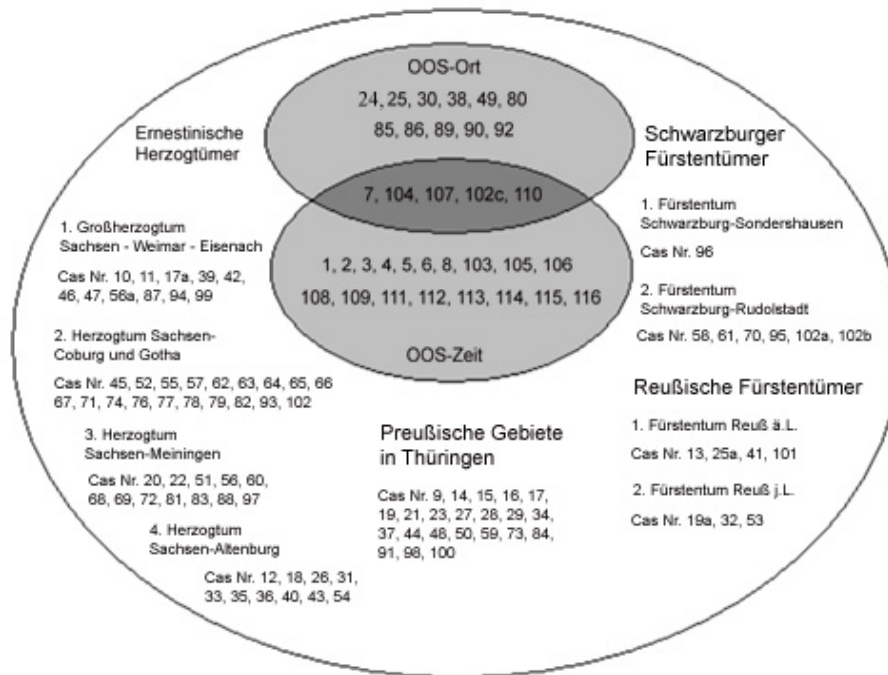 OOS-Ort
24, 25, 30, 38, 49, 80
85, 86, 89, 90, 92
7, 104, 107, 102c, 110
1, 2, 3, 4, 5, 6, 8, 103, 105, 106
108, 109, 111, 112, 113, 114, 115, 116
OOS-Zeit
Ernestinische
Herzogtümer
1. Großherzogtum
Sachsen - Weimar - Eisenach
Cas Nr. 10, 11, 17a, 39, 42,
46, 47, 56a, 87, 94, 99
2. Herzogtum Sachsen-
Coburg und Gotha
Cas Nr. 45, 52, 55, 57, 62, 63, 64, 65, 66
67, 71, 74, 76, 77, 78, 79, 82, 93, 102
3. Herzogtum
Sachsen-Meiningen
Cas Nr. 20, 22, 51, 56, 60,
68, 69, 72, 81, 83, 88, 97
4. Herzogtum
Sachsen-Altenburg
Cas Nr. 12, 18, 26, 31,
33, 35, 36, 40, 43, 54
Preußische Gebiete
in Thüringen
Cas Nr. 9, 14, 15, 16, 17,
19, 21, 23, 27, 28, 29, 34,
37, 44, 48, 50, 59, 73, 84,
91, 98, 100
Schwarzburger
Fürstentümer
1. Fürstentum
Schwarzburg-Sondershausen
Cas Nr. 96
2. Fürstentum
Schwarzburg-Rudolstadt
Cas Nr. 58, 61, 70, 95, 102a, 102b
Reußische Fürstentümer
1. Fürstentum Reuß ä.L.
Cas Nr. 13, 25a, 41, 101
2. Fürstentum Reuß j.L.
Cas Nr. 19a, 32, 53